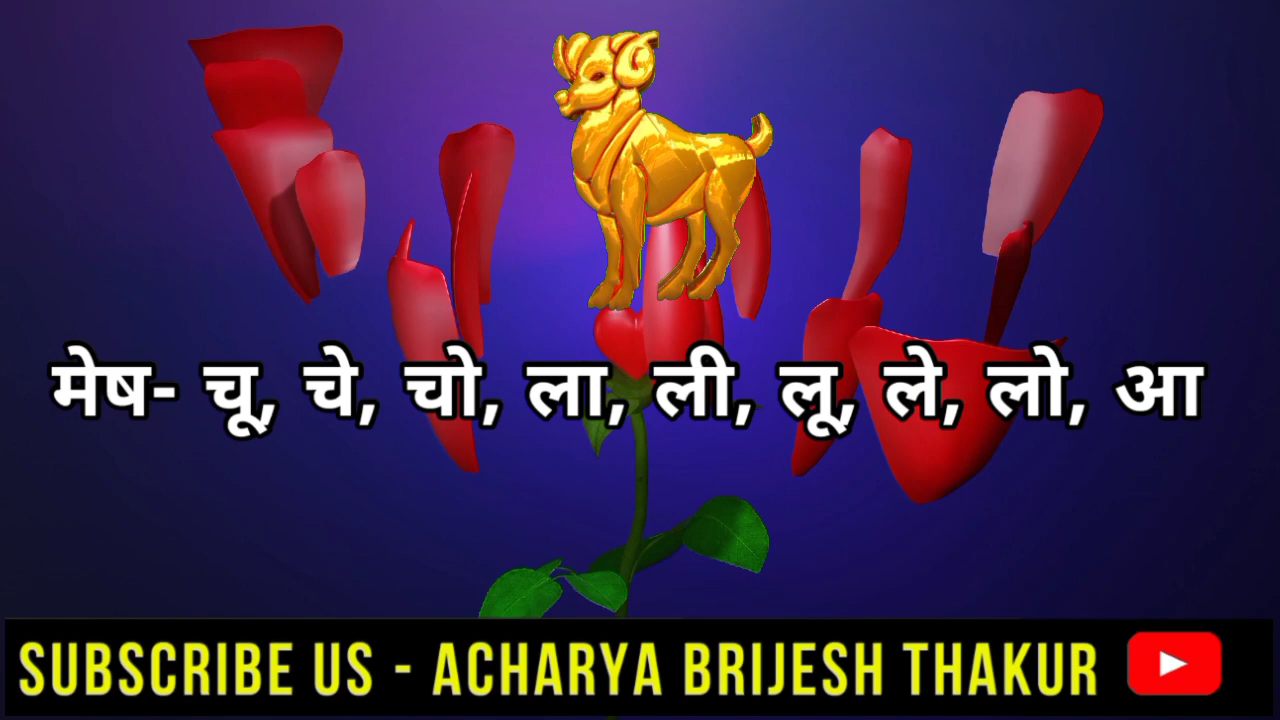 मेष- चू, चे, चो, ला, ली, लू, ले, लो, आ
SUBSCRIBE US - ACHARYA BRIJESH THAKUR